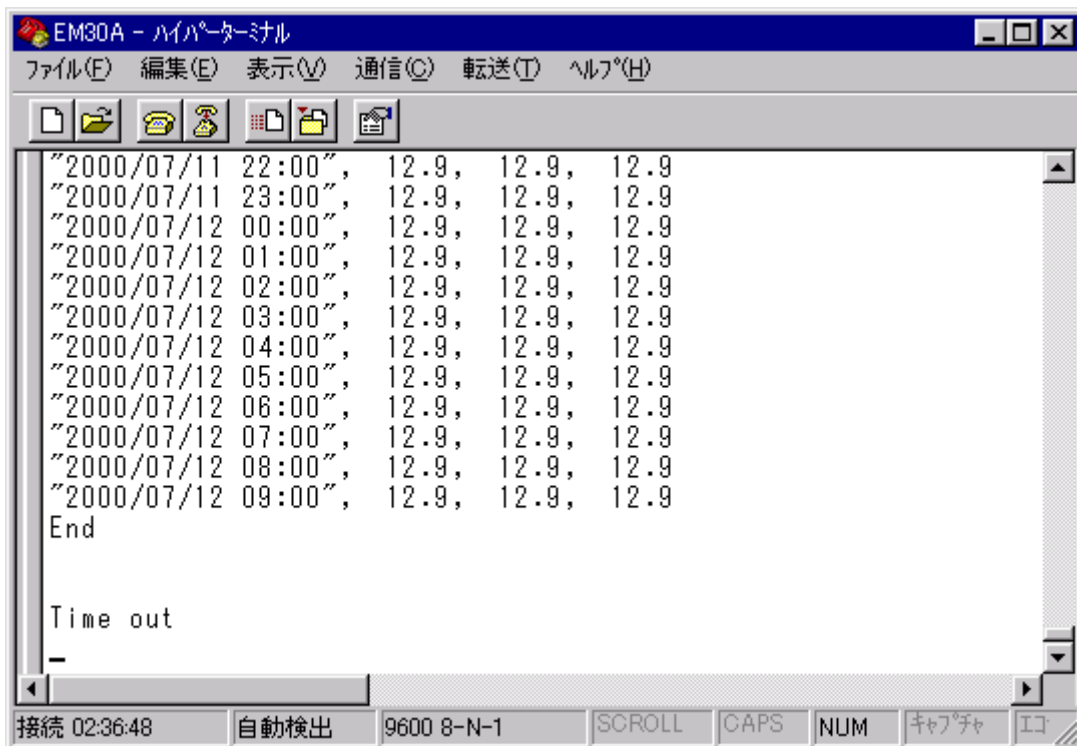 EM30A - ﾊｲﾊﾟｰﾀｰﾐﾅﾙ
ﾌｧｲﾙ(F) 編集(E) 表示(V) 通信(C) 転送(T) ﾍﾙﾌﾟ(H)
"2000/07/11 22:00", 12.9, 12.9, 12.9
"2000/07/11 23:00", 12.9, 12.9, 12.9
"2000/07/12 00:00", 12.9, 12.9, 12.9
"2000/07/12 01:00", 12.9, 12.9, 12.9
"2000/07/12 02:00", 12.9, 12.9, 12.9
"2000/07/12 03:00", 12.9, 12.9, 12.9
"2000/07/12 04:00", 12.9, 12.9, 12.9
"2000/07/12 05:00", 12.9, 12.9, 12.9
"2000/07/12 06:00", 12.9, 12.9, 12.9
"2000/07/12 07:00", 12.9, 12.9, 12.9
"2000/07/12 08:00", 12.9, 12.9, 12.9
"2000/07/12 09:00", 12.9, 12.9, 12.9
End
Time out
接続 02:36:48 自動検出 9600 8-N-1 SCROLL CAPS NUM ｷｬﾌﾟﾁｬ